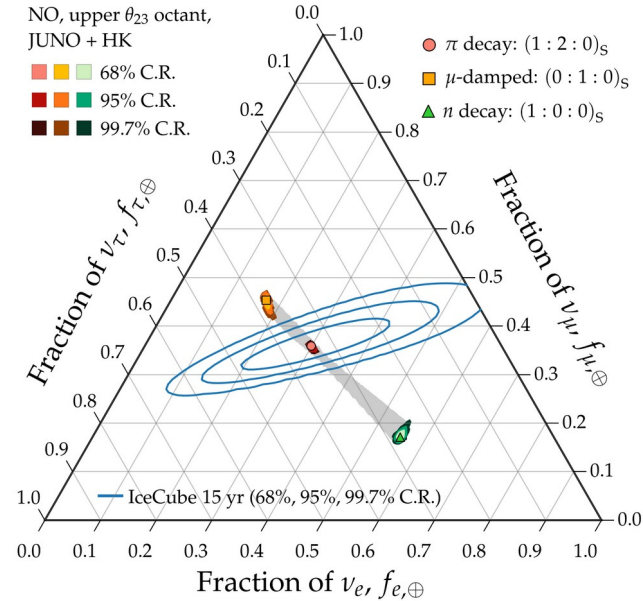 NO, upper θ₂₃ octant,
JUNO + HK
68% C.R.
95% C.R.
99.7% C.R.
π decay: (1 : 2 : 0)S
μ-damped: (0 : 1 : 0)S
n decay: (1 : 0 : 0)S
Fraction of ντ, fτ,⊕
0.0
0.1
0.2
0.3
0.4
0.5
0.6
0.7
0.8
0.9
1.0
Fraction of νμ, fμ,⊕
1.0
0.9
0.8
0.7
0.6
0.5
0.4
0.3
0.2
0.1
0.0
IceCube 15 yr (68%, 95%, 99.7% C.R.)
0.0 0.1 0.2 0.3 0.4 0.5 0.6 0.7 0.8 0.9 1.0
Fraction of νe, fe,⊕